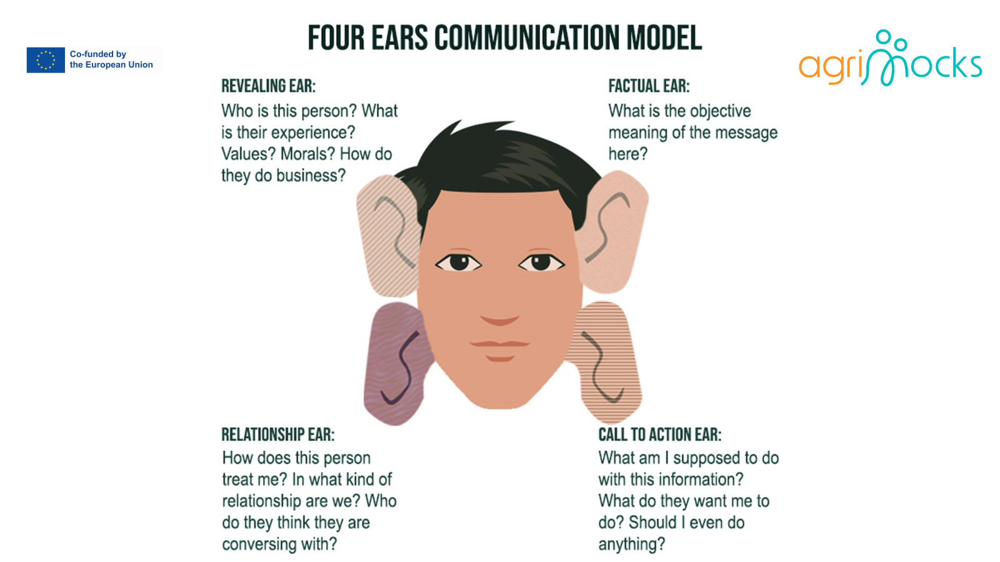 FOUR EARS COMMUNICATION MODEL
Co-funded by
the European Union
agrimocks
REVEALING EAR:
Who is this person? What
is their experience?
Values? Morals? How do
they do business?
FACTUAL EAR:
What is the objective
meaning of the message
here?
RELATIONSHIP EAR:
How does this person
treat me? In what kind of
relationship are we? Who
do they think they are
conversing with?
CALL TO ACTION EAR:
What am I supposed to do
with this information?
What do they want me to
do? Should I even do
anything?